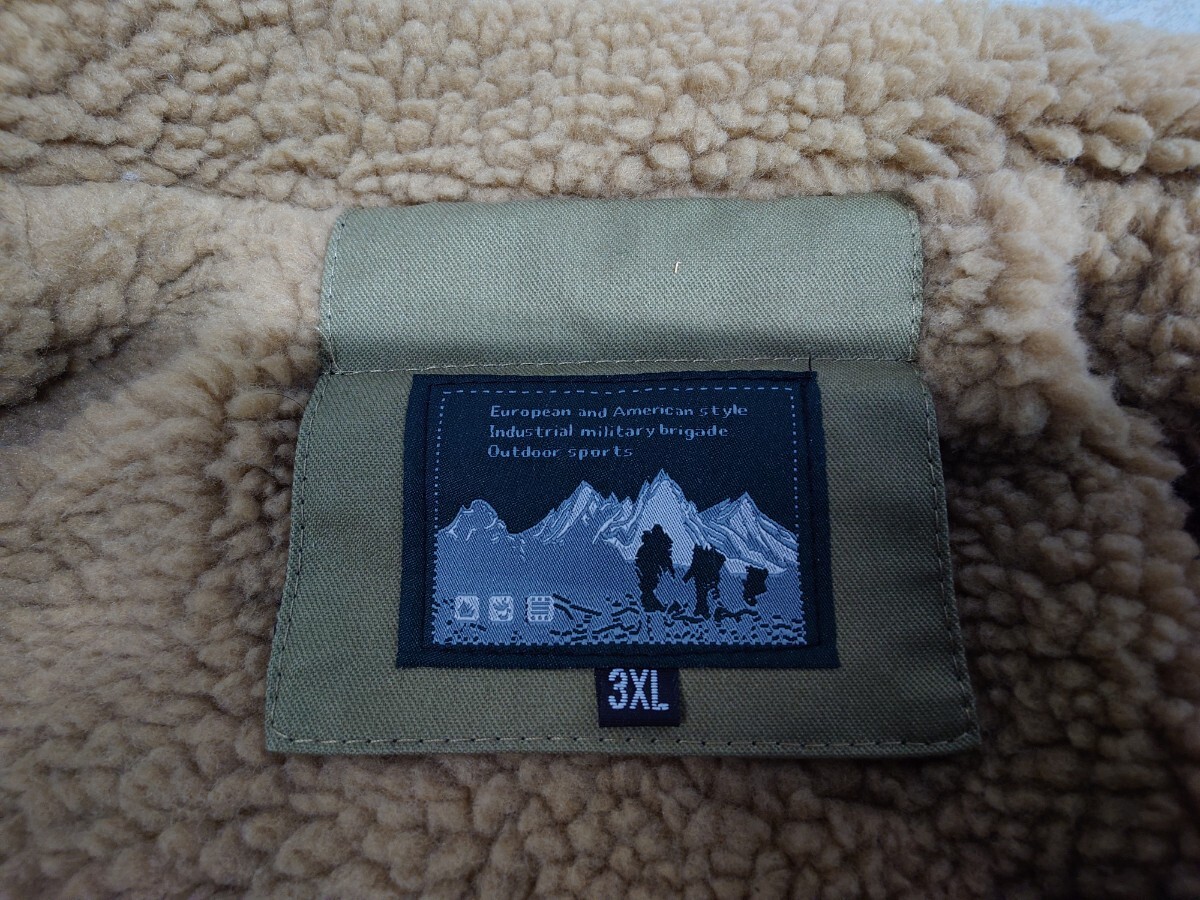 European and American style
Industrial military brigade
Outdoor sports
3XL